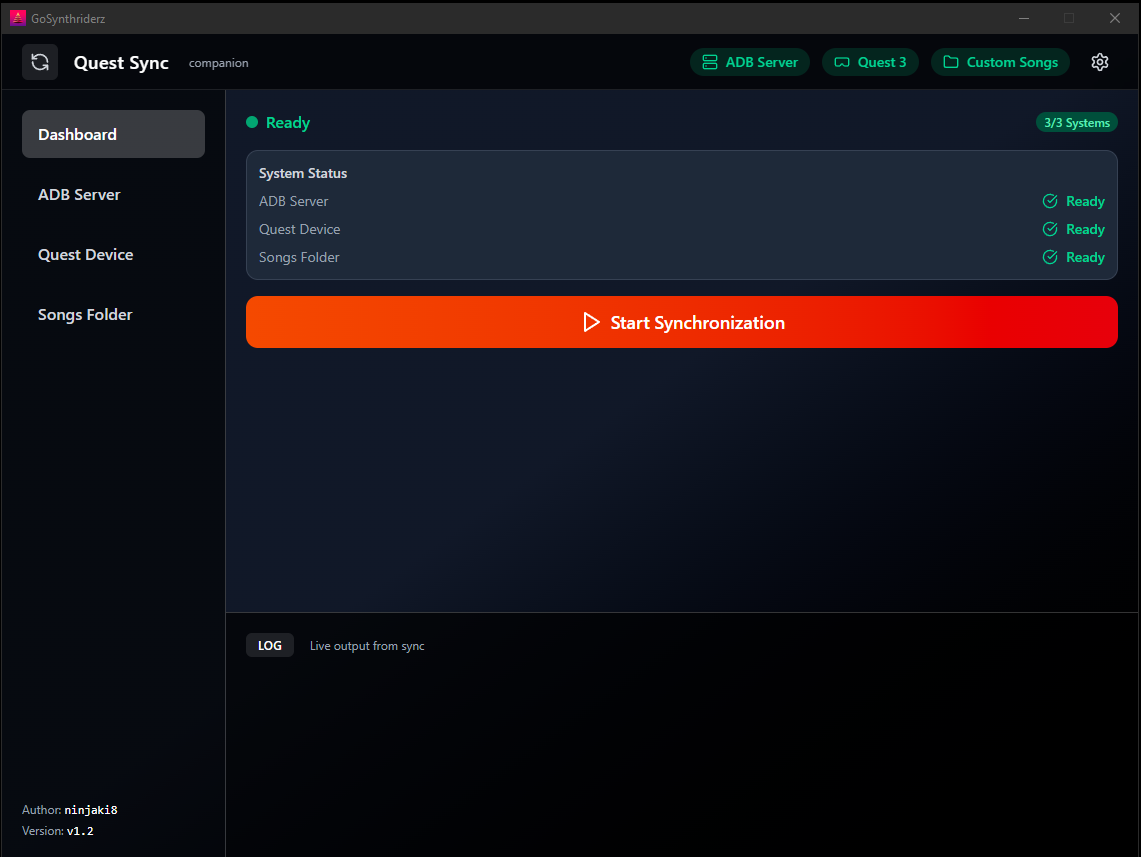 GoSynthriderz
Quest Sync companion ADB Server Quest 3 Custom Songs
Dashboard
ADB Server
Quest Device
Songs Folder
Ready 3/3 Systems
System Status
ADB Server Ready
Quest Device Ready
Songs Folder Ready
Start Synchronization
LOG Live output from sync
Author: ninjaki8
Version: v1.2